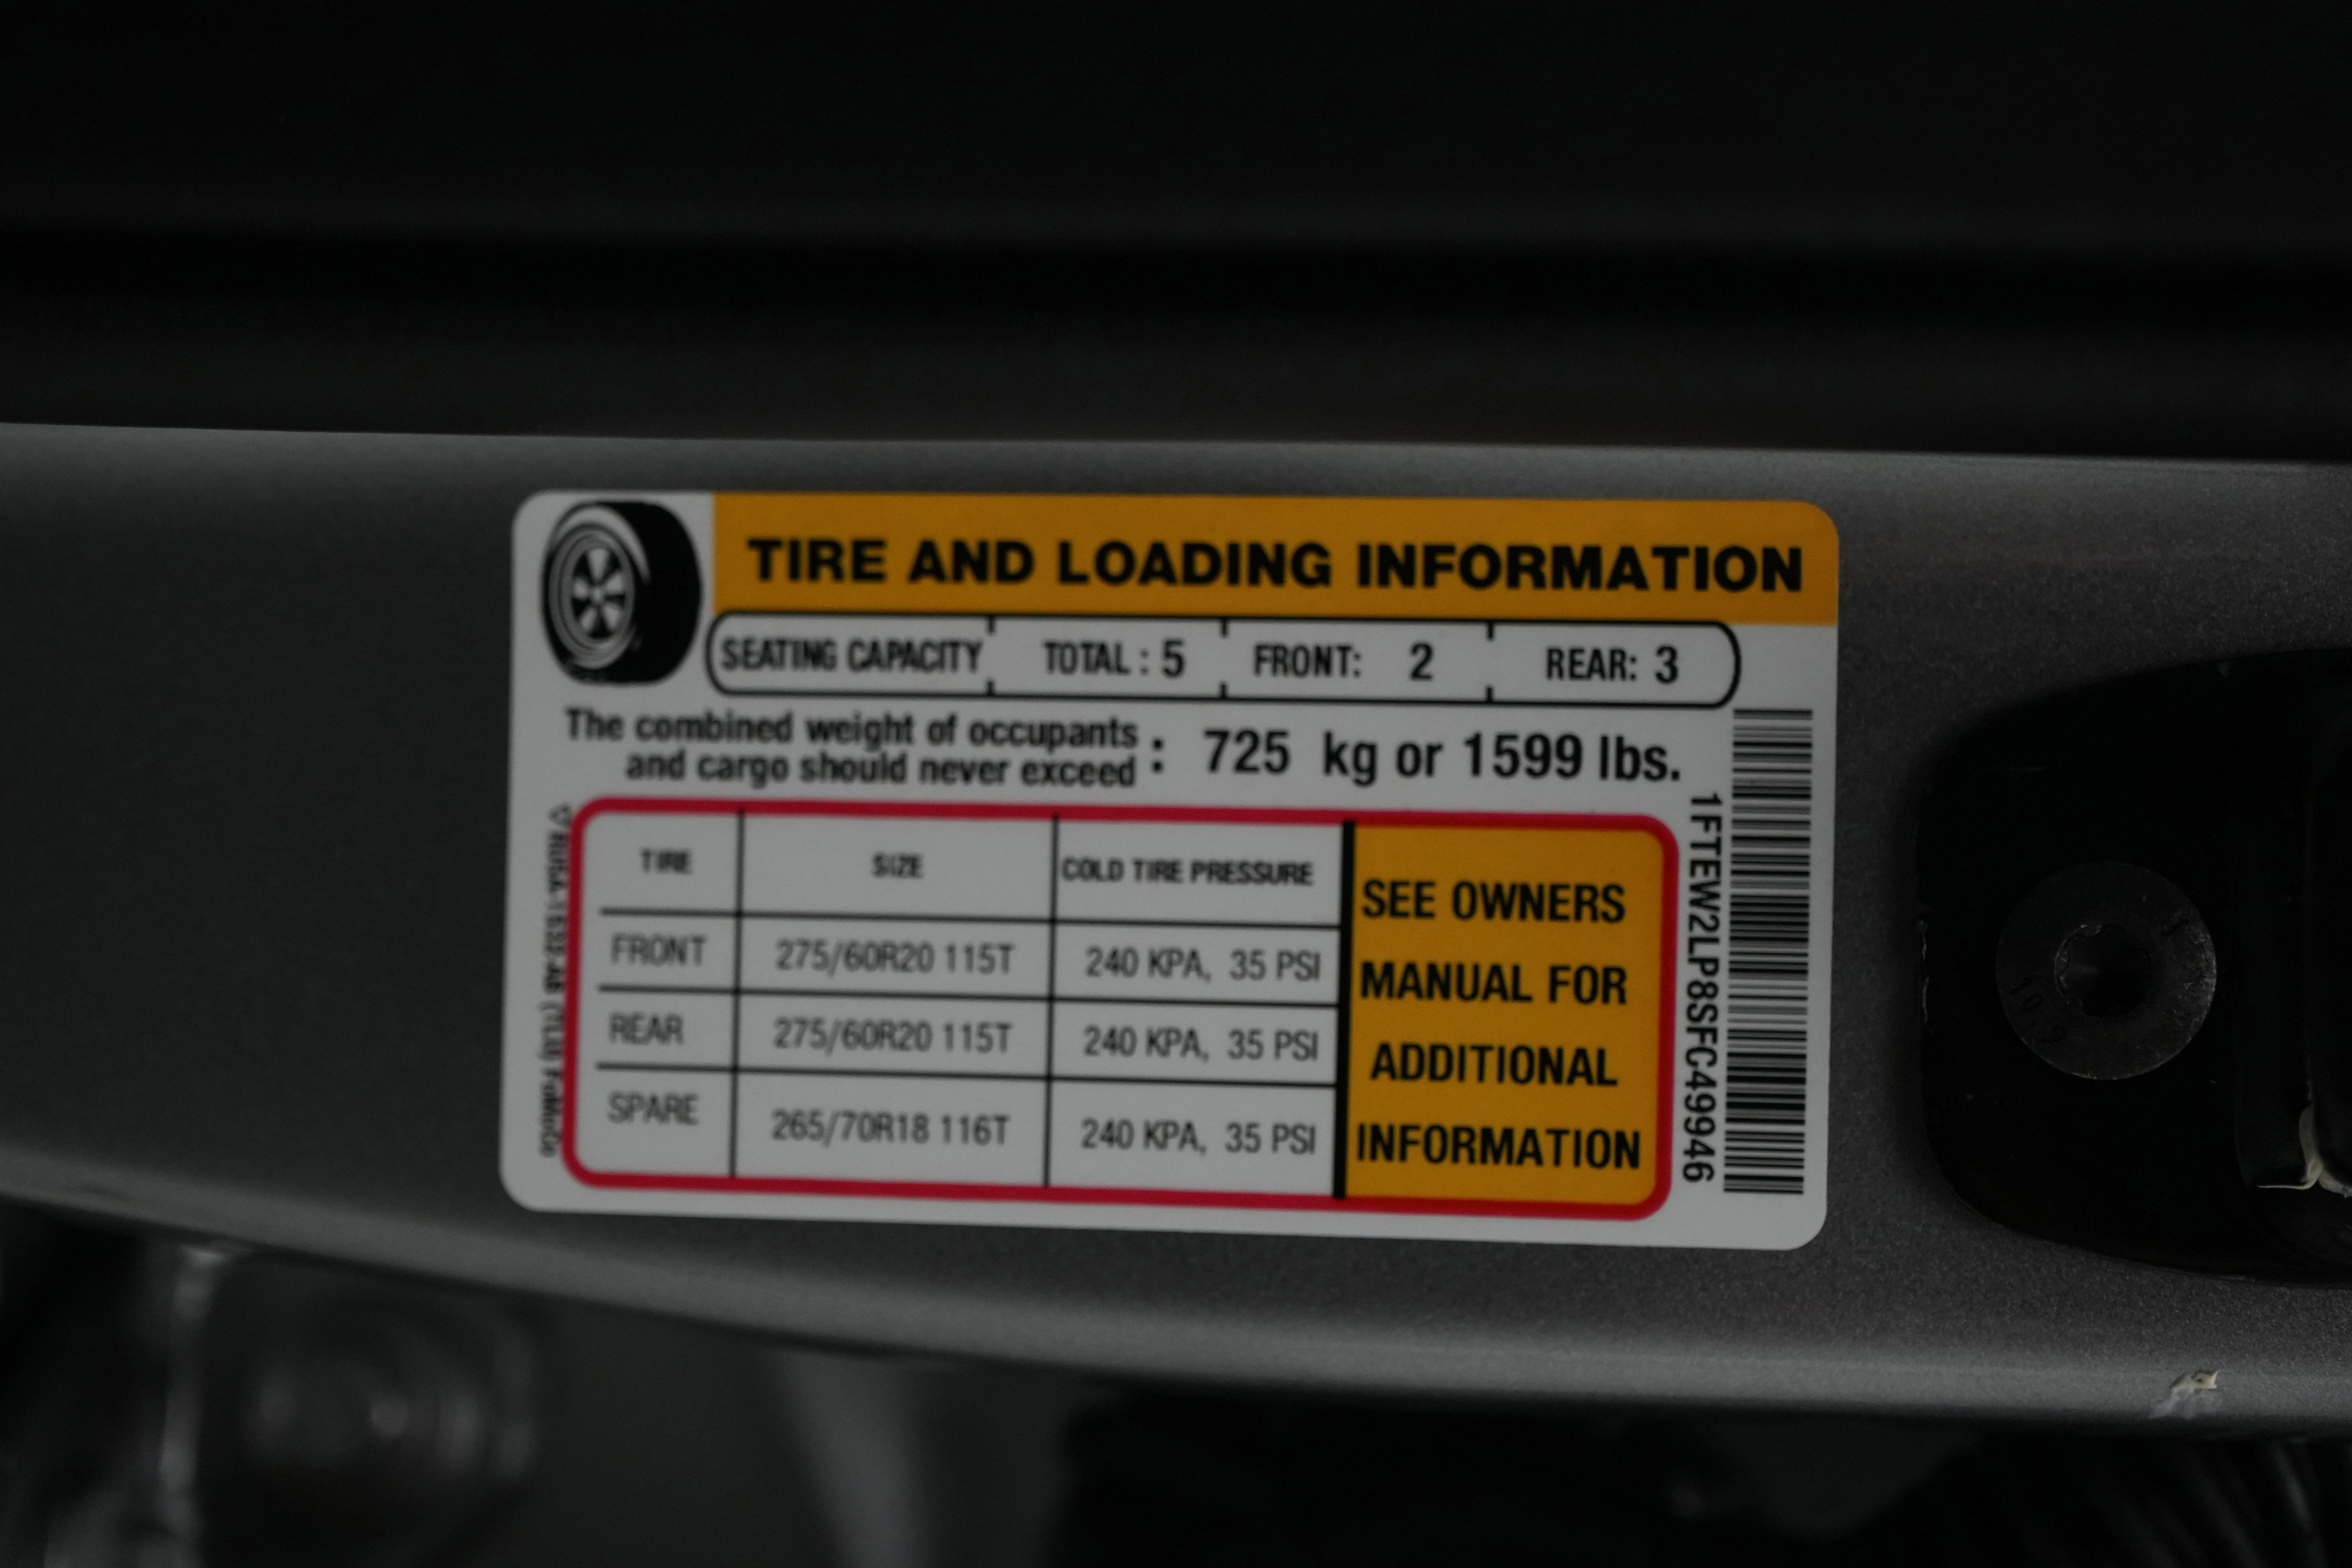 TIRE AND LOADING INFORMATION
SEATING CAPACITY TOTAL : 5 FRONT: 2 REAR: 3
The combined weight of occupants
and cargo should never exceed : 725 kg or 1599 lbs.
TIRE SIZE COLD TIRE PRESSURE
FRONT 275/60R20 115T 240 KPA, 35 PSI
REAR 275/60R20 115T 240 KPA, 35 PSI
SPARE 265/70R18 116T 240 KPA, 35 PSI
SEE OWNERS
MANUAL FOR
ADDITIONAL
INFORMATION
1FTEW2LP8SFC49946